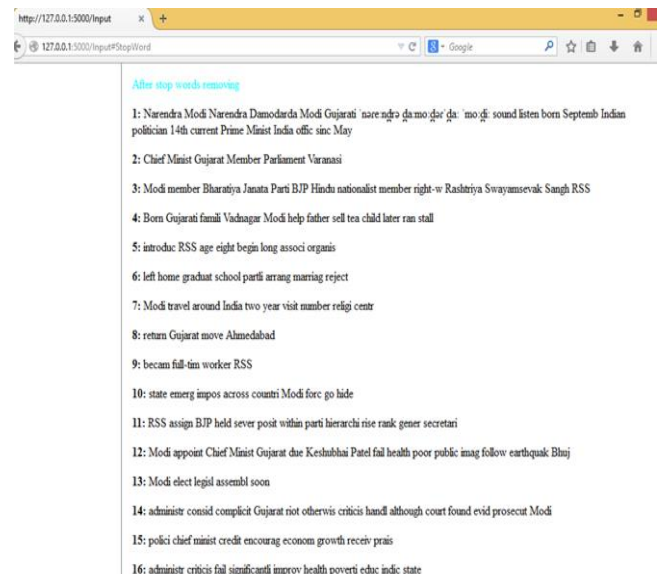 http://127.0.0.1:5000/Input × +
127.0.0.1:5000/Input#StopWord Google
After stop words removing
1: Narendra Modi Narendra Damodarda Modi Gujarati ˈnəreːnd̪rə d̪aːmoːd̪ərˈd̪aː ˈmoːd̪iː sound listen born Septemb Indian
politician 14th current Prime Minist India offic sinc May
2: Chief Minist Gujarat Member Parliament Varanasi
3: Modi member Bharatiya Janata Parti BJP Hindu nationalist member right-w Rashtriya Swayamsevak Sangh RSS
4: Born Gujarati famili Vadnagar Modi help father sell tea child later ran stall
5: introduc RSS age eight begin long associ organis
6: left home graduat school partli arrang marriag reject
7: Modi travel around India two year visit number religi centr
8: return Gujarat move Ahmedabad
9: becam full-tim worker RSS
10: state emerg impos across countri Modi forc go hide
11: RSS assign BJP held sever posit within parti hierarchi rise rank gener secretari
12: Modi appoint Chief Minist Gujarat due Keshubhai Patel fail health poor public imag follow earthquak Bhuj
13: Modi elect legisl assembl soon
14: administr consid complicit Gujarat riot otherwis criticis handl although court found evid prosecut Modi
15: polici chief minist credit encourag econom growth receiv prais
16: administr criticis fail significantli improv health poverti educ indic state